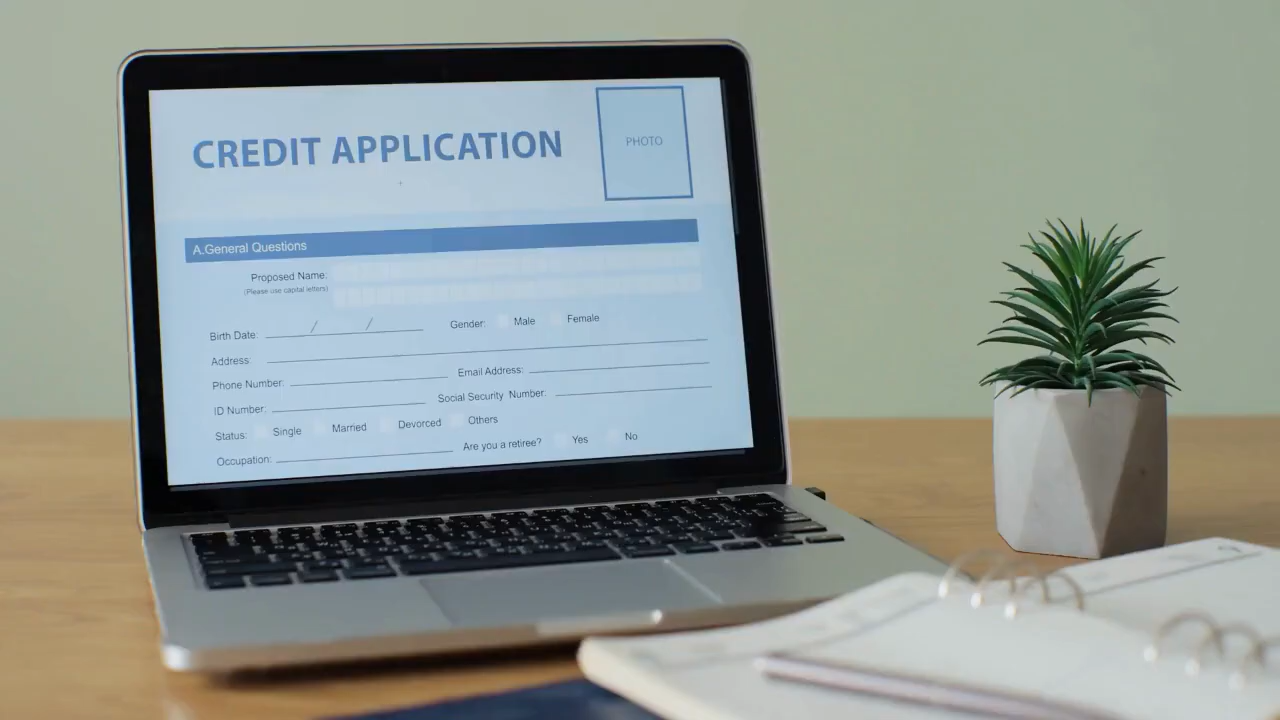 CREDIT APPLICATION
PHOTO
A.General Questions
Proposed Name:
(Please use capital letters)
Birth Date: / / Gender: Male Female
Address:
Phone Number: Email Address:
ID Number: Social Security Number:
Status: Single Married Devorced Others
Occupation: Are you a retiree? Yes No